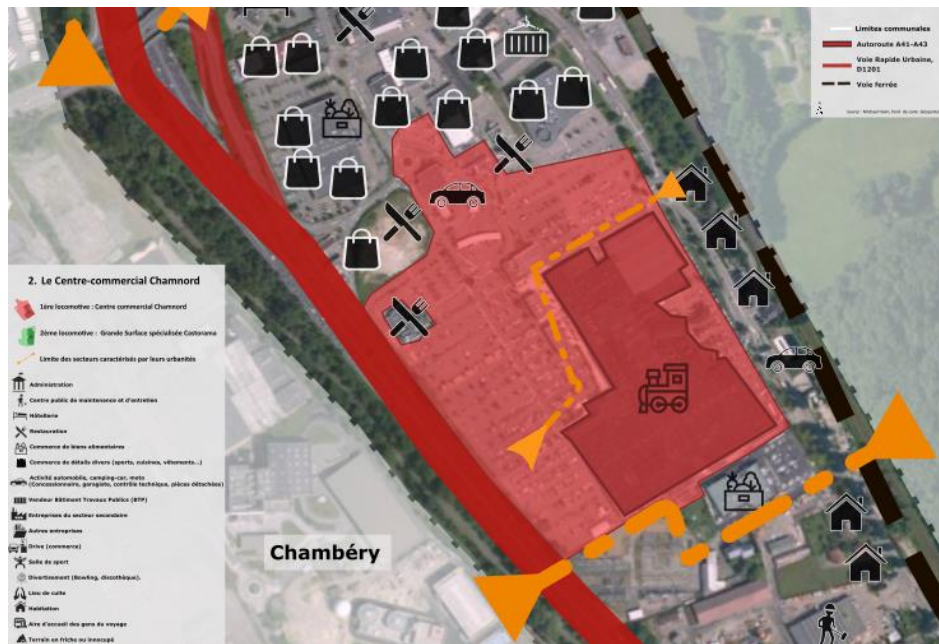 Limites communales
Autoroute A41-A43
Voie Rapide Urbaine,
D1201
Voie ferrée
2. Le Centre-commercial Chamnord
1ère locomotive : Centre commercial Chamnord
2ème locomotive : Grande Surface spécialisée Castorama
Limite des secteurs caractérisés par leurs urbanités
Administration
Centre public de maintenance et d'entretien
Hôtellerie
Restauration
Commerce de biens alimentaires
Commerce de détails divers (sports, cuisines, vêtements...)
Activité automobile, camping-car, moto
(Concessionnaire, garagiste, contrôle technique, pièces détachées)
Vendeur Bâtiment Travaux Publics (BTP)
Entreprises du secteur secondaire
Autres entreprises
Drive (commerce)
Salle de sport
Divertissement (Bowling, discothèque).
Lieu de culte
Habitation
Aire d'accueil des gens du voyage
Terrain en friche ou innocupé
Chambéry